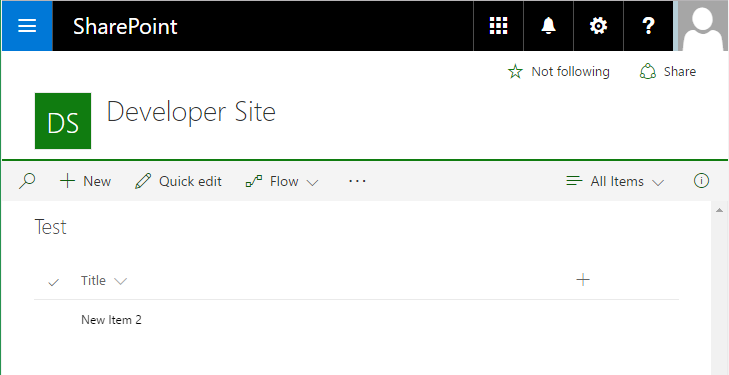 SharePoint ?
Not following Share
DS Developer Site
New Quick edit Flow ... All Items
Test
Title
New Item 2